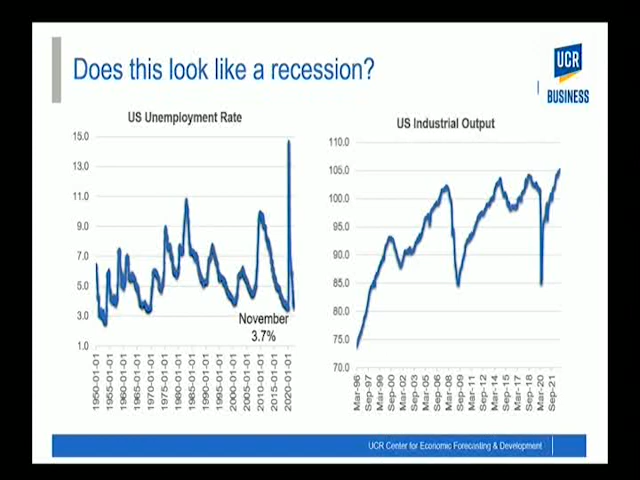 Does this look like a recession?
UCR
BUSINESS
US Unemployment Rate
15.0
13.0
11.0
9.0
7.0
5.0
3.0
1.0
November
3.7%
1950-01-01
1955-01-01
1960-01-01
1965-01-01
1970-01-01
1975-01-01
1980-01-01
1985-01-01
1990-01-01
1995-01-01
2000-01-01
2005-01-01
2010-01-01
2015-01-01
2020-01-01
US Industrial Output
110.0
105.0
100.0
95.0
90.0
85.0
80.0
75.0
70.0
Mar-96
Sep-97
Mar-99
Sep-00
Mar-02
Sep-03
Mar-05
Sep-06
Mar-08
Sep-09
Mar-11
Sep-12
Mar-14
Sep-15
Mar-17
Sep-18
Mar-20
Sep-21
UCR Center for Economic Forecasting & Development